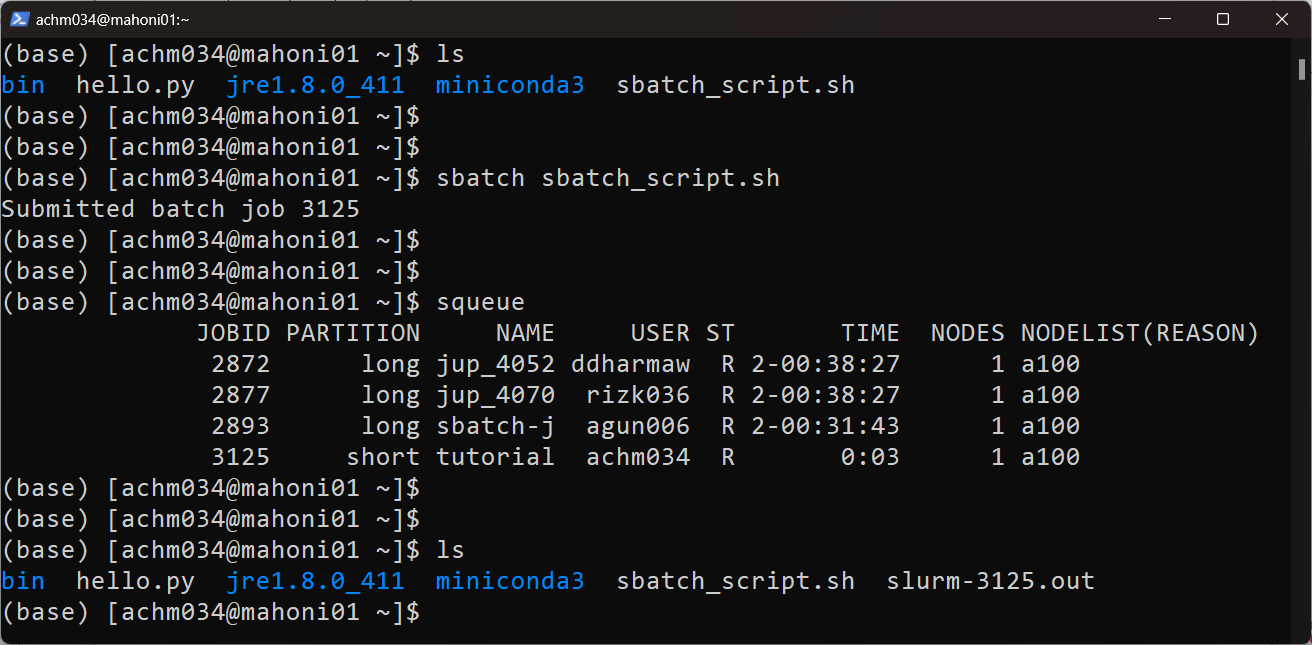 achm034@mahoni01:~
(base) [achm034@mahoni01 ~]$ ls
bin  hello.py  jre1.8.0_411  miniconda3  sbatch_script.sh
(base) [achm034@mahoni01 ~]$
(base) [achm034@mahoni01 ~]$
(base) [achm034@mahoni01 ~]$ sbatch sbatch_script.sh
Submitted batch job 3125
(base) [achm034@mahoni01 ~]$
(base) [achm034@mahoni01 ~]$
(base) [achm034@mahoni01 ~]$ squeue
             JOBID PARTITION     NAME     USER ST       TIME  NODES NODELIST(REASON)
              2872      long jup_4052 ddharmaw  R 2-00:38:27      1 a100
              2877      long jup_4070  rizk036  R 2-00:38:27      1 a100
              2893      long sbatch-j  agun006  R 2-00:31:43      1 a100
              3125     short tutorial  achm034  R       0:03      1 a100
(base) [achm034@mahoni01 ~]$
(base) [achm034@mahoni01 ~]$
(base) [achm034@mahoni01 ~]$ ls
bin  hello.py  jre1.8.0_411  miniconda3  sbatch_script.sh  slurm-3125.out
(base) [achm034@mahoni01 ~]$